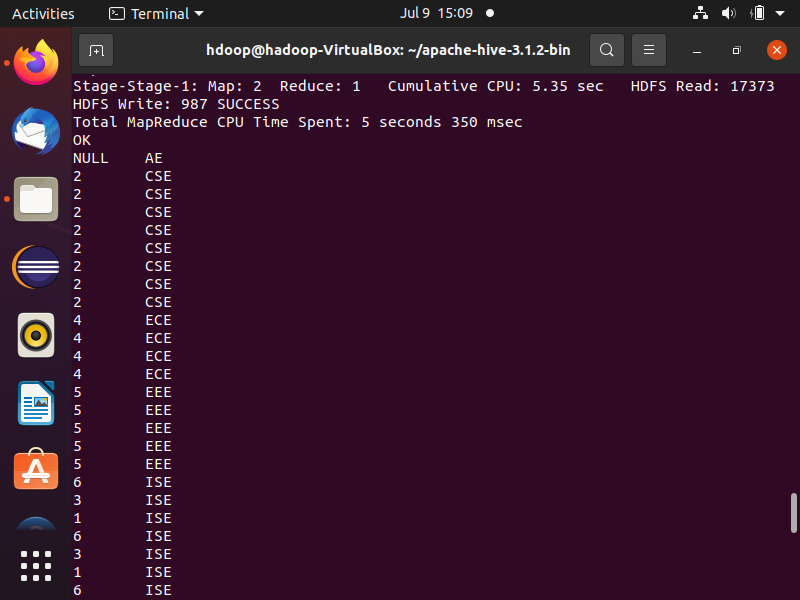 Activities Terminal Jul 9 15:09
hdoop@hadoop-VirtualBox: ~/apache-hive-3.1.2-bin
Stage-Stage-1: Map: 2  Reduce: 1   Cumulative CPU: 5.35 sec   HDFS Read: 17373
HDFS Write: 987 SUCCESS
Total MapReduce CPU Time Spent: 5 seconds 350 msec
OK
NULL    AE
2       CSE
2       CSE
2       CSE
2       CSE
2       CSE
2       CSE
2       CSE
2       CSE
4       ECE
4       ECE
4       ECE
4       ECE
5       EEE
5       EEE
5       EEE
5       EEE
5       EEE
6       ISE
3       ISE
1       ISE
6       ISE
3       ISE
1       ISE
6       ISE